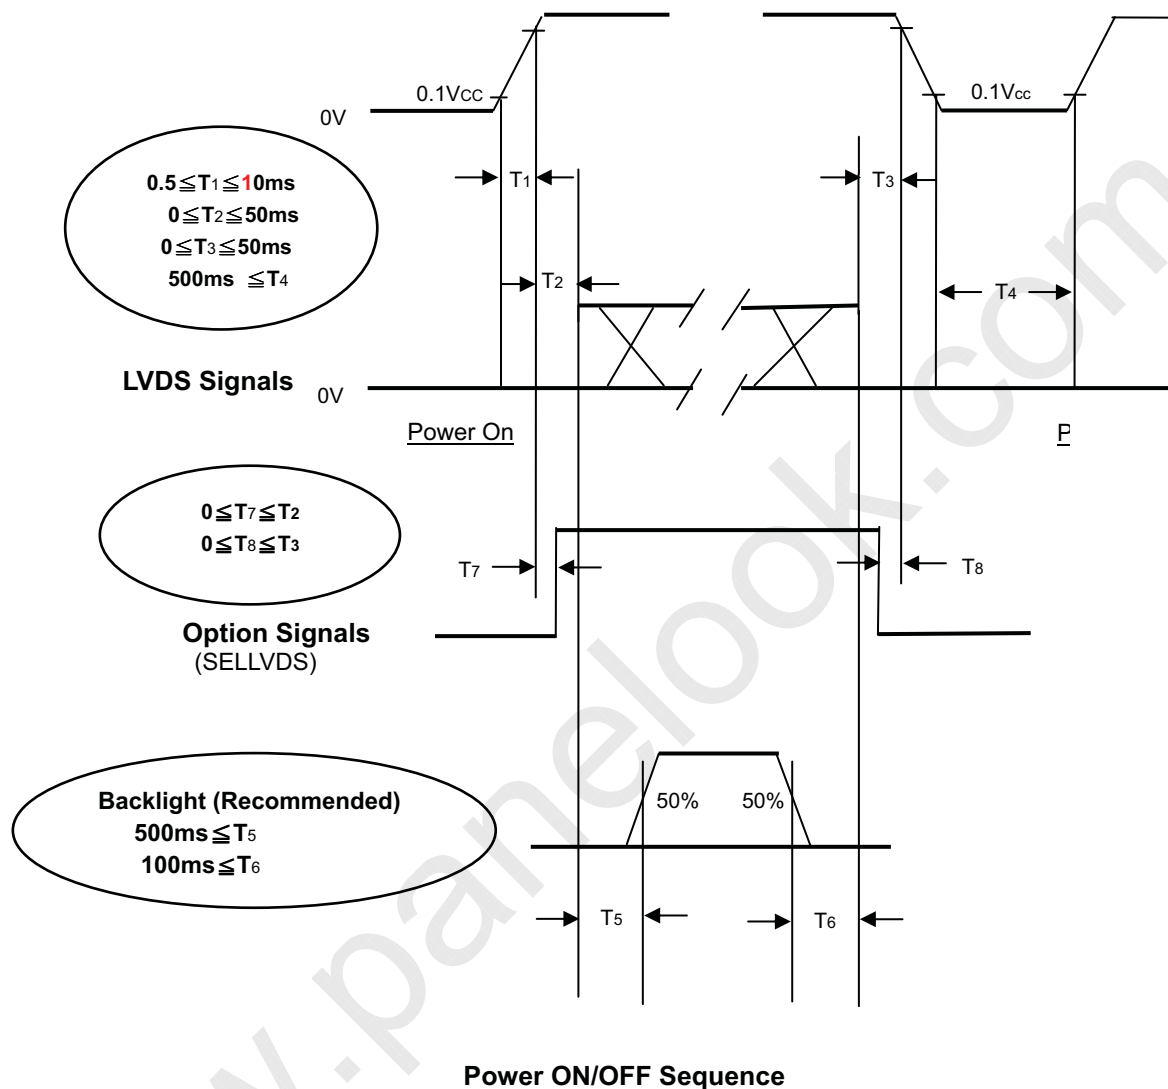 0.1VCC
0.1Vcc
0V
0.5≦T1≦10ms
0≦T2≦50ms
0≦T3≦50ms
500ms ≦T4
T1
T3
T2
T4
LVDS Signals
0V
Power On
P
0≦T7≦T2
0≦T8≦T3
T7
T8
Option Signals
(SELLVDS)
Backlight (Recommended)
500ms≦T5
100ms≦T6
50%
50%
T5
T6
Power ON/OFF Sequence
w.panelook.com